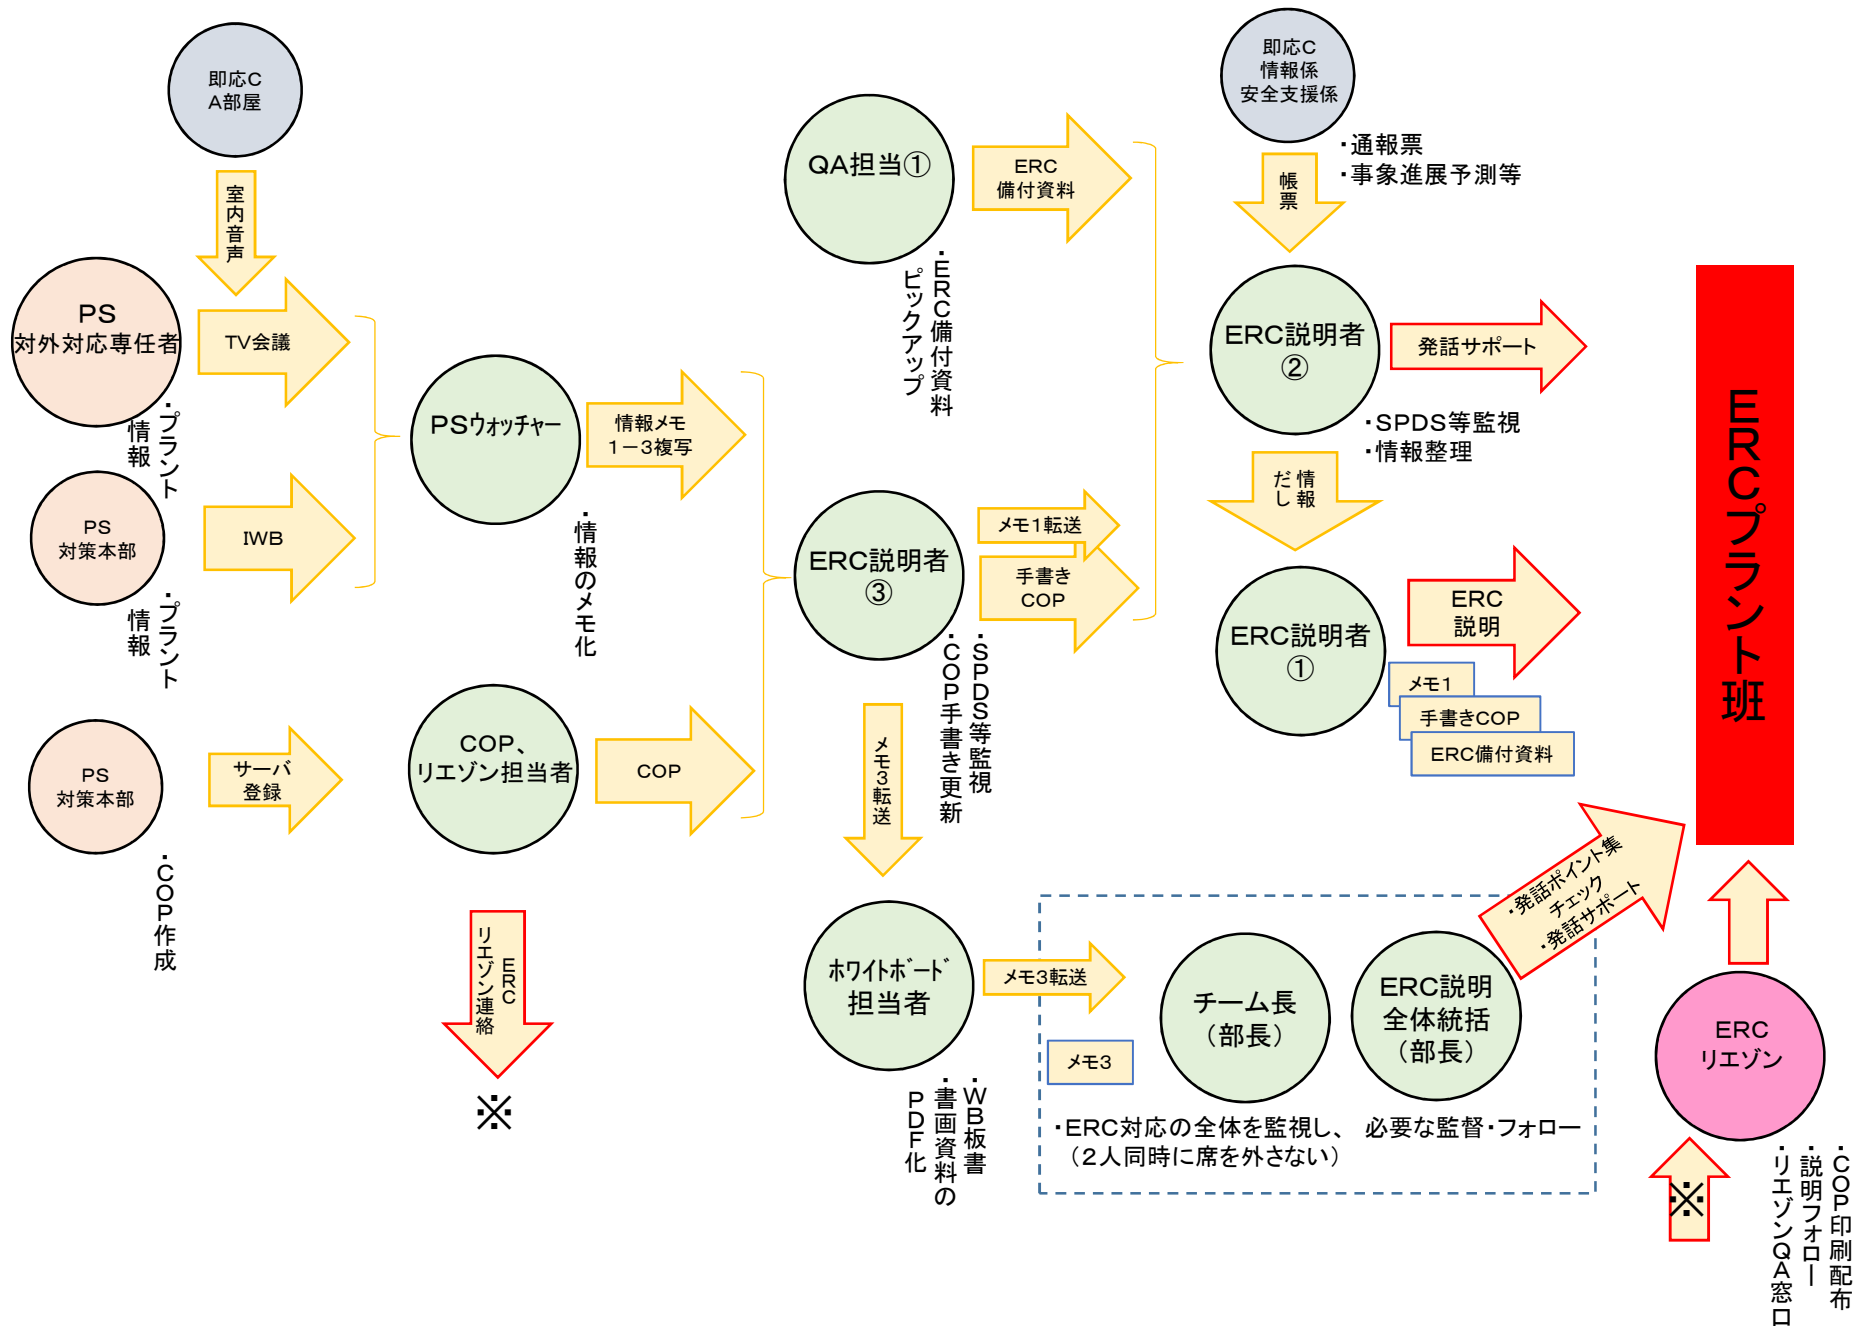 即応C
A部屋
室
内
音
声
PS
対外対応専任者
TV会議
・プラント
情報
PS
対策本部
IWB
・プラント
情報
PS
対策本部
サーバ
登録
・COP作成
PSウォッチャー
情報メモ
1－3複写
・情報のメモ化
COP、
リエゾン担当者
COP
ERC
リエゾン連絡
※
QA担当①
ERC
備付資料
・ERC備付資料
ピックアップ
ERC説明者
③
メモ1転送
手書き
COP
・SPDS等監視
・COP手書き更新
メモ3転送
ホワイトボード
担当者
・WB板書
・書画資料の
PDF化
メモ3転送
メモ3
チーム長
（部長）
ERC説明
全体統括
（部長）
・ERC対応の全体を監視し、 必要な監督・フォロー
（2人同時に席を外さない）
・発話ポイント集
チェック
・発話サポート
即応C
情報係
安全支援係
・通報票
・事象進展予測等
帳票
ERC説明者
②
発話サポート
・SPDS等監視
・情報整理
情報
だし
ERC説明者
①
ERC
説明
メモ1
手書きCOP
ERC備付資料
ERCプラント班
ERC
リエゾン
※
・COP印刷配布
・説明フォロー
・リエゾンQA窓口